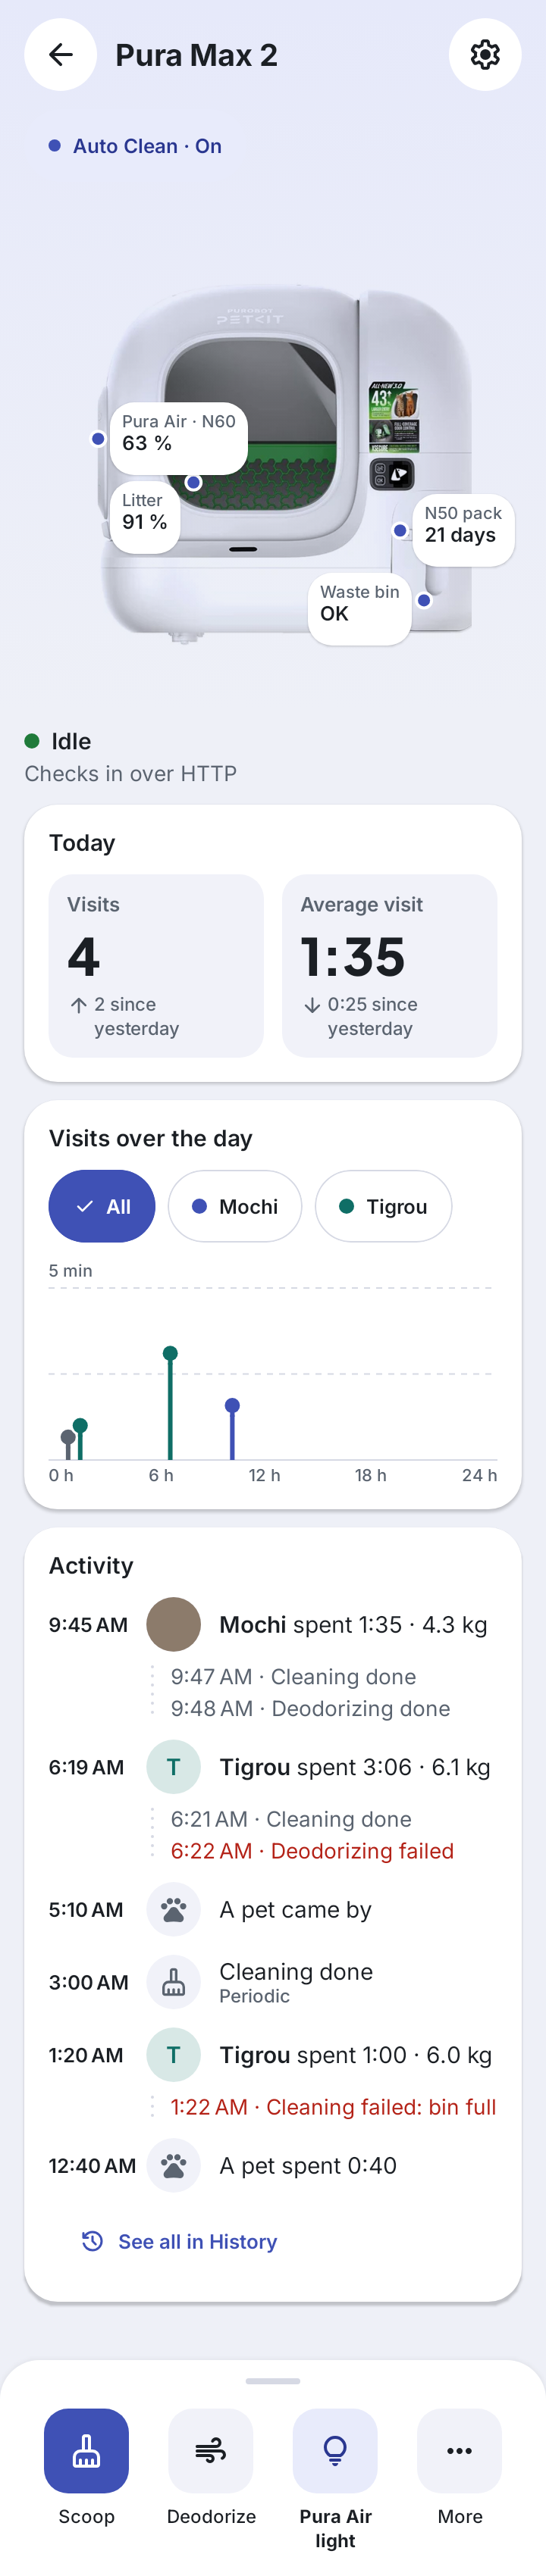 Pura Max 2
Auto Clean · On
PUROBOT
PETKIT
ALL-NEW 3.0
43
Pura Air · N60
63 %
Litter
91 %
N50 pack
21 days
Waste bin
OK
Idle
Checks in over HTTP
Today
Visits
4
2 since
yesterday
Average visit
1:35
0:25 since
yesterday
Visits over the day
All
Mochi
Tigrou
5 min
0 h
6 h
12 h
18 h
24 h
Activity
9:45 AM
Mochi spent 1:35 · 4.3 kg
9:47 AM · Cleaning done
9:48 AM · Deodorizing done
6:19 AM
T
Tigrou spent 3:06 · 6.1 kg
6:21 AM · Cleaning done
6:22 AM · Deodorizing failed
5:10 AM
A pet came by
3:00 AM
Cleaning done
Periodic
1:20 AM
T
Tigrou spent 1:00 · 6.0 kg
1:22 AM · Cleaning failed: bin full
12:40 AM
A pet spent 0:40
See all in History
Scoop
Deodorize
Pura Air
light
More